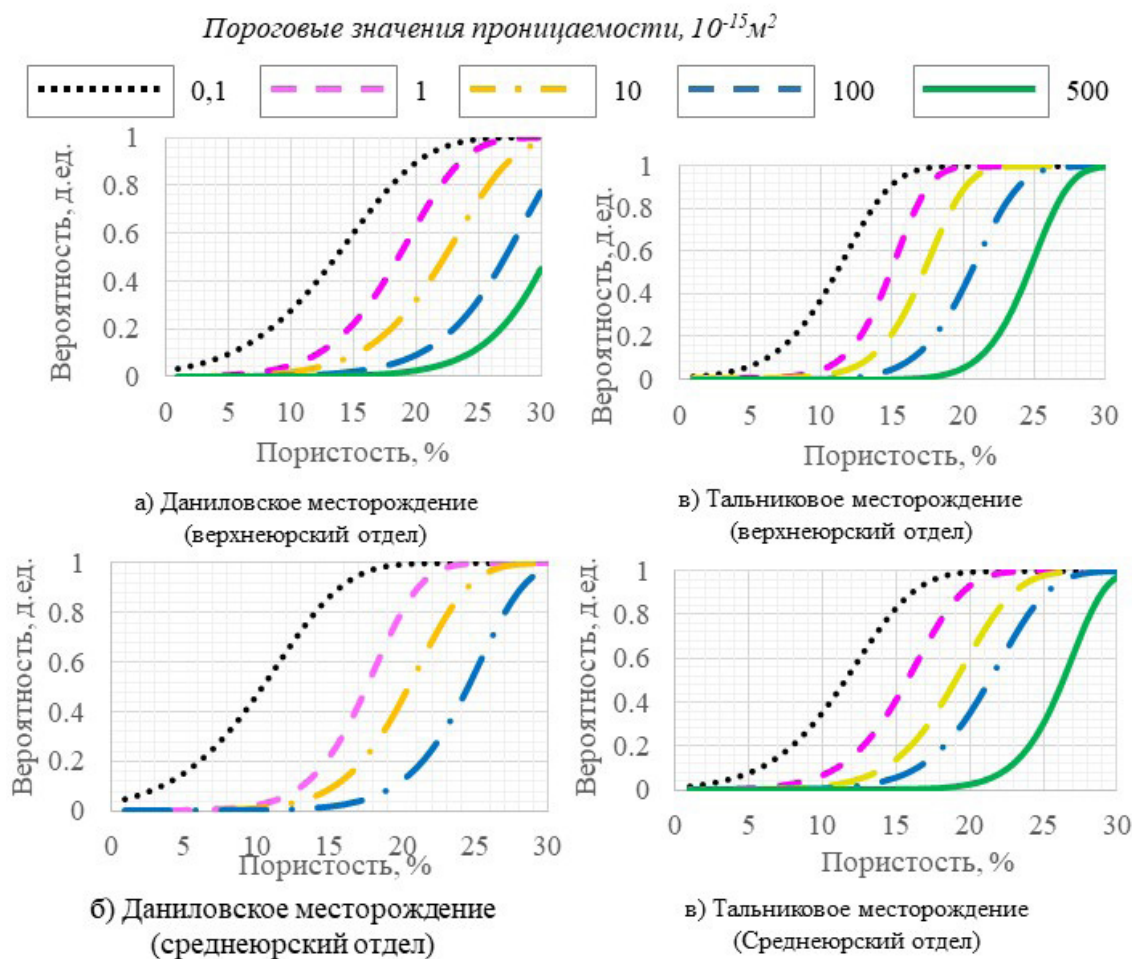 Пороговые значения проницаемости, 10⁻¹⁵м²
0,1 1 10 100 500
1
0.8
0.6
0.4
0.2
0
Вероятность, д.ед.
0 5 10 15 20 25 30
Пористость, %
а) Даниловское месторождение
(верхнеюрский отдел)
1
0.8
0.6
0.4
0.2
0
Вероятность, д.ед.
0 5 10 15 20 25 30
Пористость, %
в) Тальниковое месторождение
(верхнеюрский отдел)
1
0.8
0.6
0.4
0.2
0
Вероятность, д.ед.
0 5 10 15 20 25 30
Пористость, %
б) Даниловское месторождение
(среднеюрский отдел)
1
0.8
0.6
0.4
0.2
0
Вероятность, д.ед.
0 5 10 15 20 25 30
Пористость, %
в) Тальниковое месторождение
(Среднеюрский отдел)